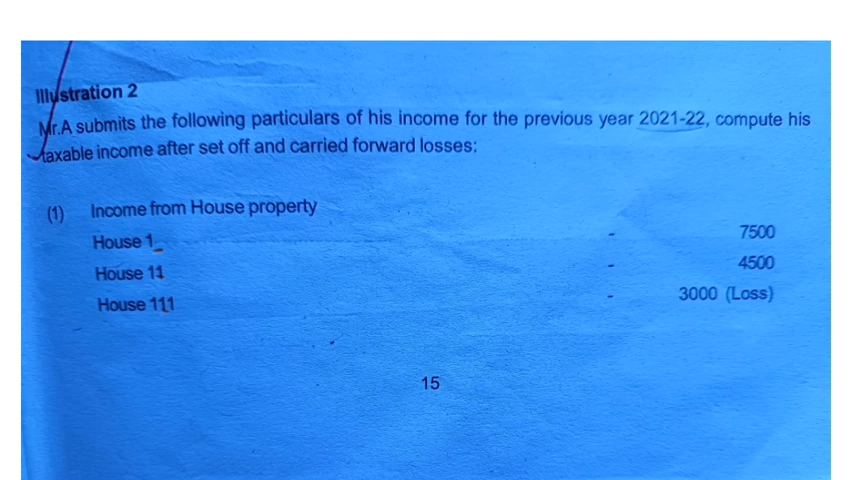 Illustration 2
Mr.A submits the following particulars of his income for the previous year 2021-22, compute his
taxable income after set off and carried forward losses:
(1) Income from House property
House 1 - 7500
House 11 - 4500
House 111 - 3000 (Loss)
15